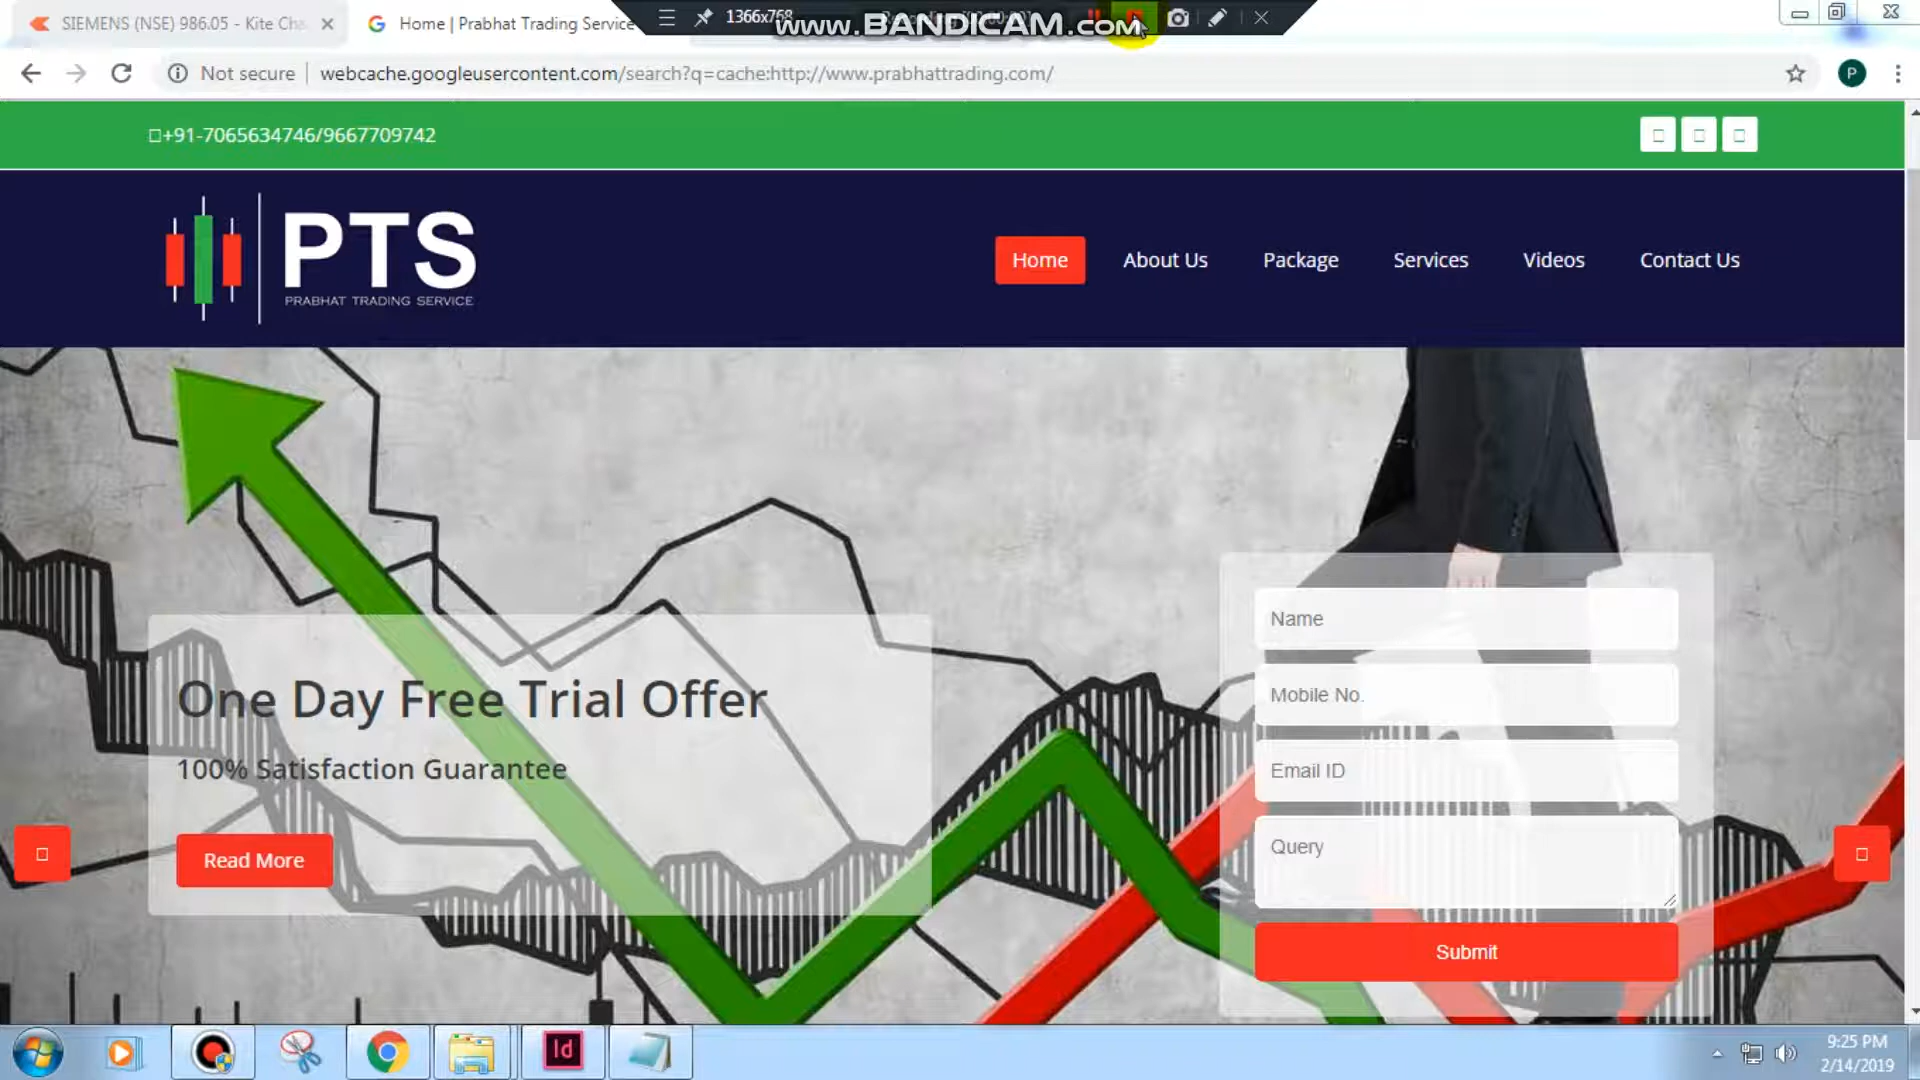 SIEMENS (NSE) 986.05 - Kite Cha
Home | Prabhat Trading Service
1366x768
www.BANDICAM.com
Not secure
webcache.googleusercontent.com/search?q=cache:http://www.prabhattrading.com/
P
+91-7065634746/9667709742
PTS
PRABHAT TRADING SERVICE
Home
About Us
Package
Services
Videos
Contact Us
One Day Free Trial Offer
100% Satisfaction Guarantee
Read More
Name
Mobile No.
Email ID
Query
Submit
Id
9:25 PM
2/14/2019